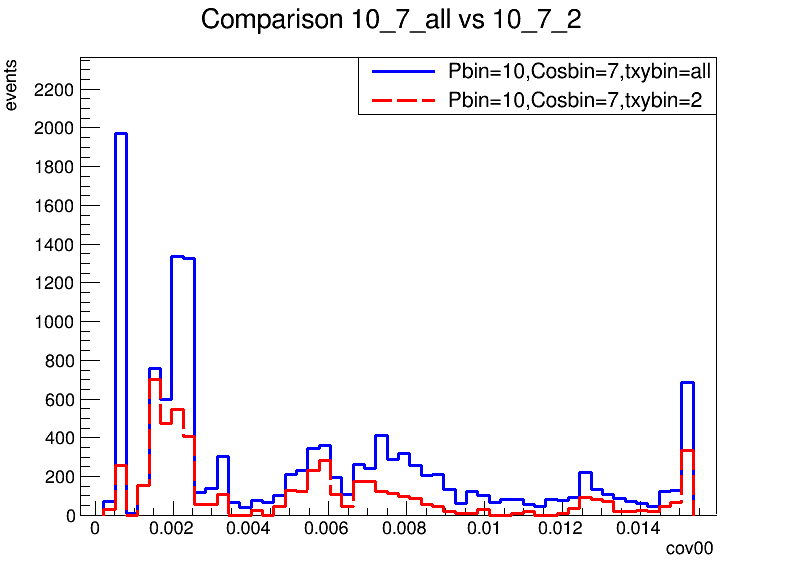 Comparison 10_7_all vs 10_7_2
events
Pbin=10,Cosbin=7,txybin=all
Pbin=10,Cosbin=7,txybin=2
2200
2000
1800
1600
1400
1200
1000
800
600
400
200
0
0 0.002 0.004 0.006 0.008 0.01 0.012 0.014
cov00